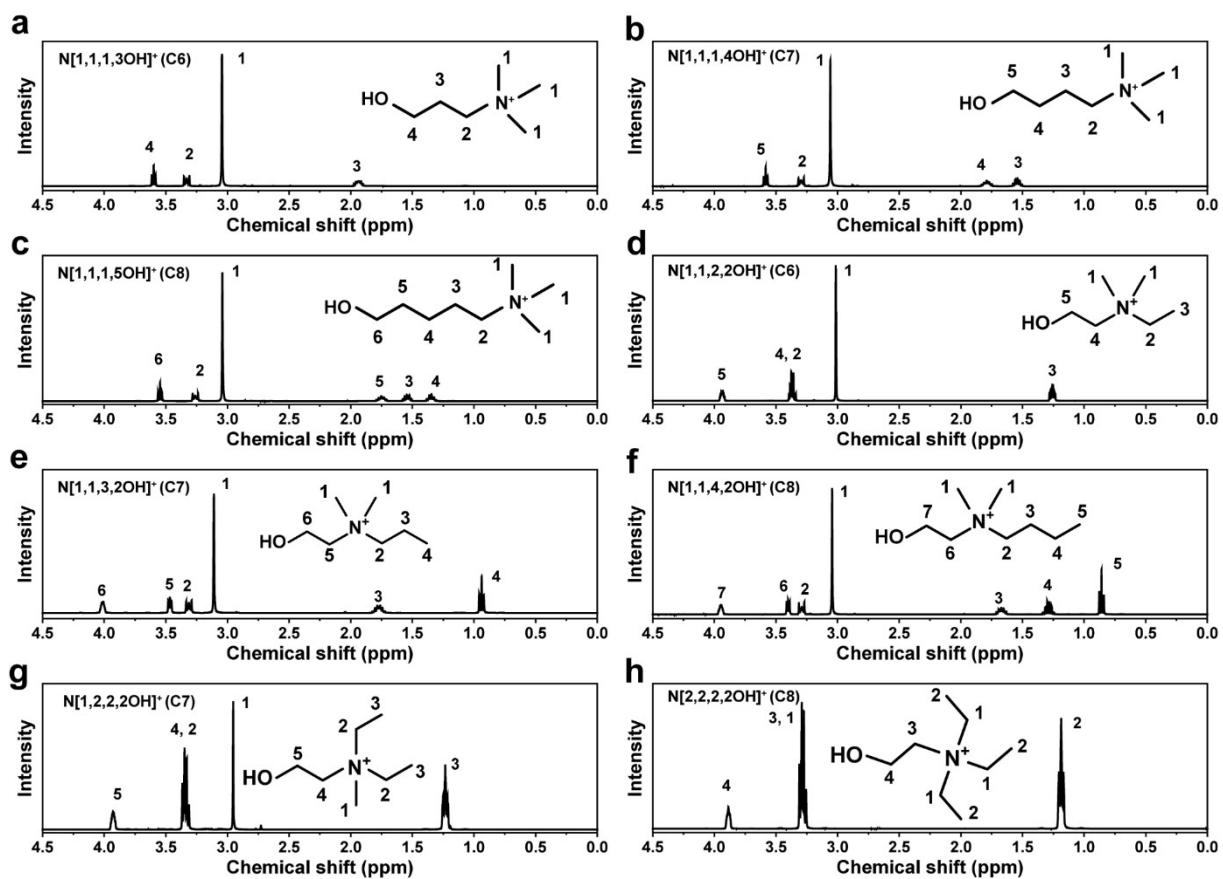 a
N[1,1,1,3OH]⁺ (C6)
1
4
2
3
HO
4
3
2
N⁺
1
1
1
Intensity
4.5 4.0 3.5 3.0 2.5 2.0 1.5 1.0 0.5 0.0
Chemical shift (ppm)
b
N[1,1,1,4OH]⁺ (C7)
1
5
2
4
3
HO
5
4
3
2
N⁺
1
1
1
Intensity
4.5 4.0 3.5 3.0 2.5 2.0 1.5 1.0 0.5 0.0
Chemical shift (ppm)
c
N[1,1,1,5OH]⁺ (C8)
1
6
2
5
3
4
HO
6
5
4
3
2
N⁺
1
1
1
Intensity
4.5 4.0 3.5 3.0 2.5 2.0 1.5 1.0 0.5 0.0
Chemical shift (ppm)
d
N[1,1,2,2OH]⁺ (C6)
1
5
4, 2
3
HO
5
4
N⁺
1
1
2
3
Intensity
4.5 4.0 3.5 3.0 2.5 2.0 1.5 1.0 0.5 0.0
Chemical shift (ppm)
e
N[1,1,3,2OH]⁺ (C7)
1
6
5
2
3
4
HO
6
5
N⁺
1
1
2
3
4
Intensity
4.5 4.0 3.5 3.0 2.5 2.0 1.5 1.0 0.5 0.0
Chemical shift (ppm)
f
N[1,1,4,2OH]⁺ (C8)
1
7
6
2
3
4
5
HO
7
6
N⁺
1
1
2
3
4
5
Intensity
4.5 4.0 3.5 3.0 2.5 2.0 1.5 1.0 0.5 0.0
Chemical shift (ppm)
g
N[1,2,2,2OH]⁺ (C7)
1
5
4, 2
3
HO
5
4
N⁺
1
2
3
2
3
Intensity
4.5 4.0 3.5 3.0 2.5 2.0 1.5 1.0 0.5 0.0
Chemical shift (ppm)
h
N[2,2,2,2OH]⁺ (C8)
3, 1
4
2
HO
4
3
N⁺
1
2
1
2
1
2
Intensity
4.5 4.0 3.5 3.0 2.5 2.0 1.5 1.0 0.5 0.0
Chemical shift (ppm)